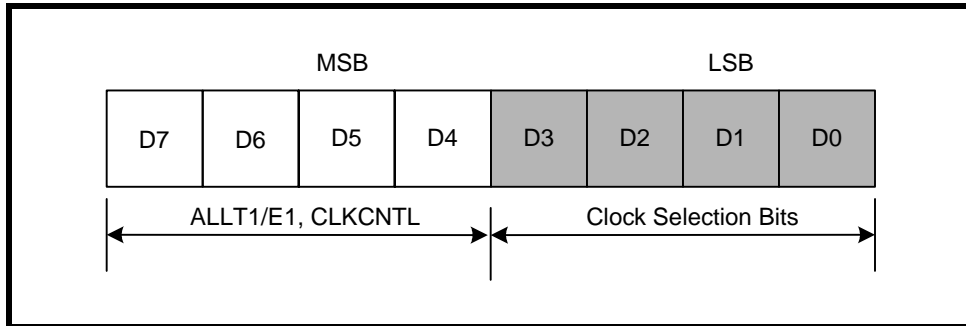 MSB LSB
D7 D6 D5 D4 D3 D2 D1 D0
ALLT1/E1, CLKCNTL Clock Selection Bits